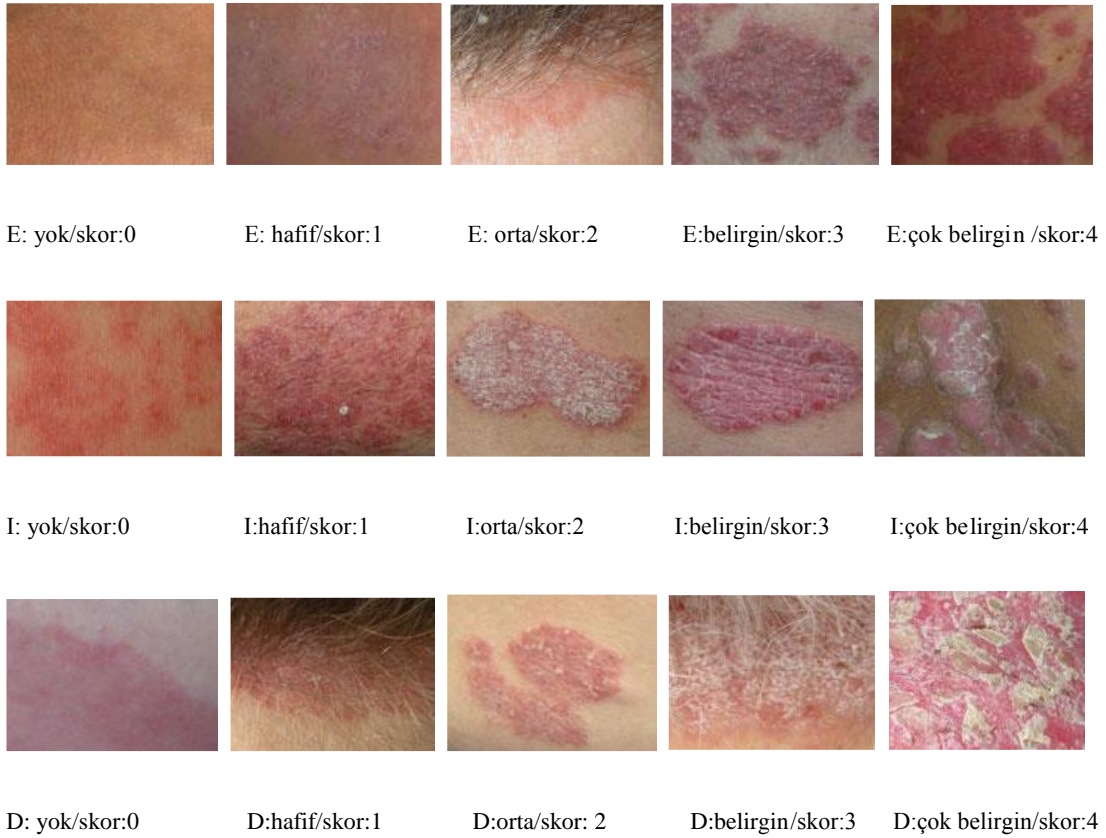 E: yok/skor:0 E: hafif/skor:1 E: orta/skor:2 E:belirgin/skor:3 E:çok belirgin /skor:4
I: yok/skor:0 I:hafif/skor:1 I:orta/skor:2 I:belirgin/skor:3 I:çok belirgin/skor:4
D: yok/skor:0 D:hafif/skor:1 D:orta/skor: 2 D:belirgin/skor:3 D:çok belirgin/skor:4